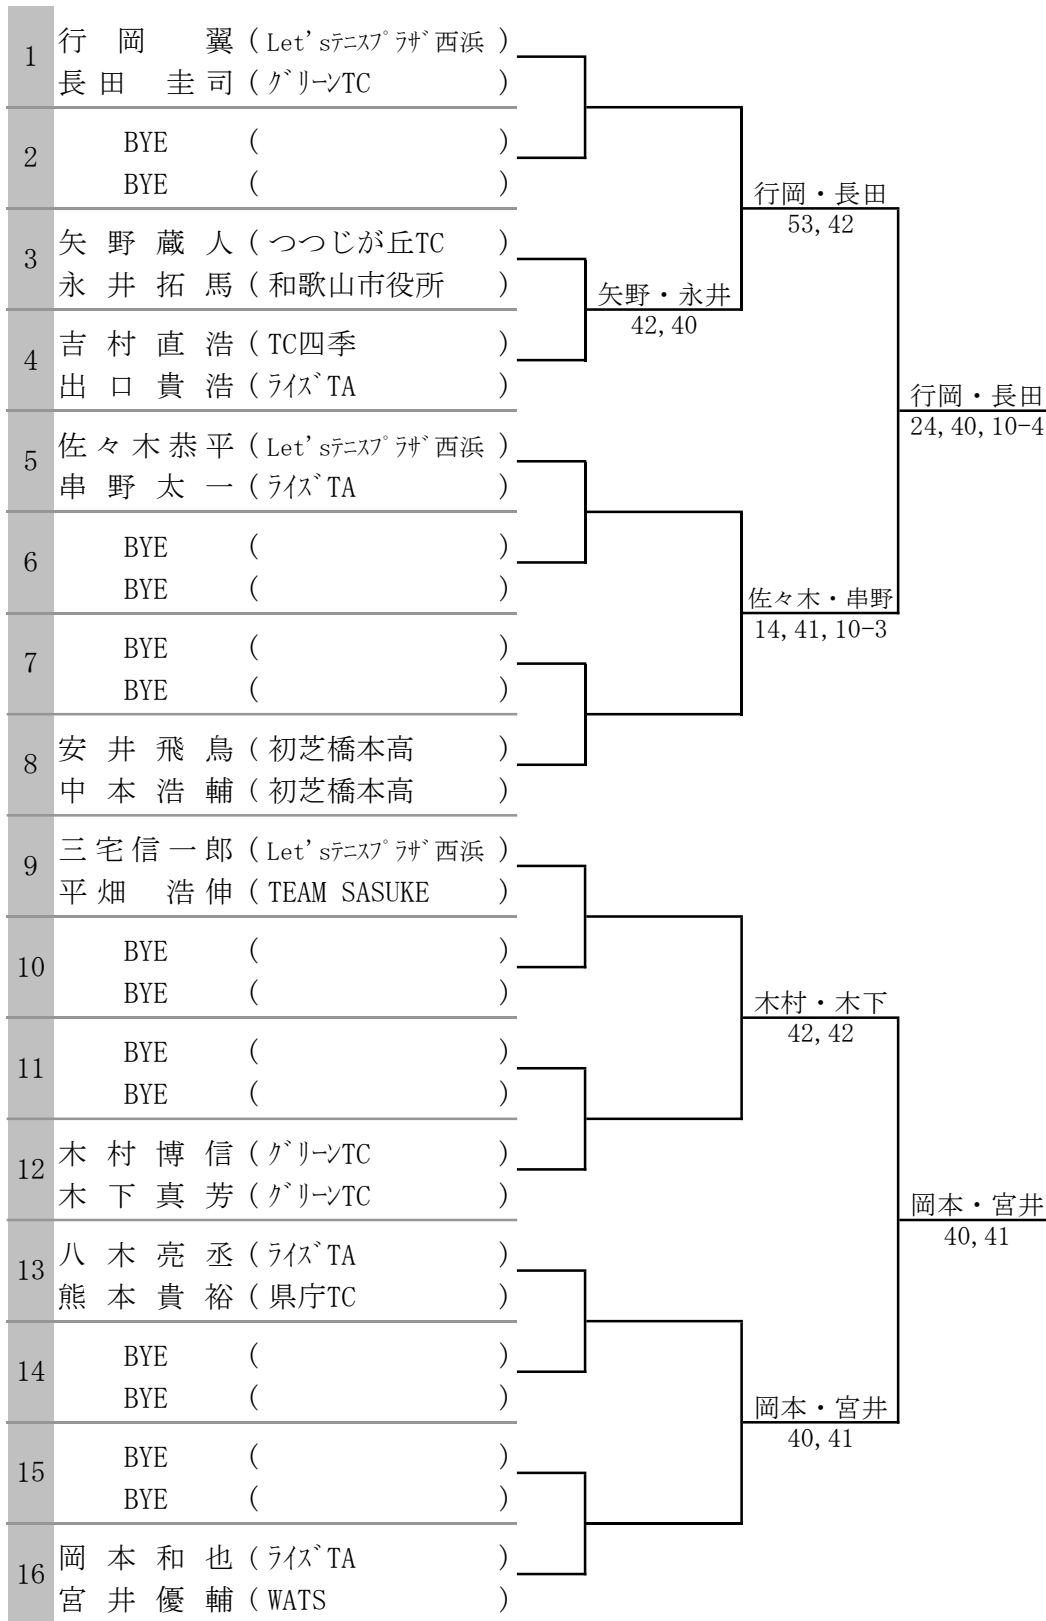 1
行岡 翼 ( Let'sﾃﾆｽﾌﾟﾗｻﾞ西浜 )
長田 圭司 ( ｸﾞﾘｰﾝTC )
2
BYE ( )
BYE ( )
3
矢野蔵人 ( つつじが丘TC )
永井拓馬 ( 和歌山市役所 )
4
吉村直浩 ( TC四季 )
出口貴浩 ( ﾗｲｽﾞTA )
5
佐々木恭平 ( Let'sﾃﾆｽﾌﾟﾗｻﾞ西浜 )
串野太一 ( ﾗｲｽﾞTA )
6
BYE ( )
BYE ( )
7
BYE ( )
BYE ( )
8
安井飛鳥 ( 初芝橋本高 )
中本浩輔 ( 初芝橋本高 )
9
三宅信一郎 ( Let'sﾃﾆｽﾌﾟﾗｻﾞ西浜 )
平畑 浩伸 ( TEAM SASUKE )
10
BYE ( )
BYE ( )
11
BYE ( )
BYE ( )
12
木村博信 ( ｸﾞﾘｰﾝTC )
木下真芳 ( ｸﾞﾘｰﾝTC )
13
八木亮丞 ( ﾗｲｽﾞTA )
熊本貴裕 ( 県庁TC )
14
BYE ( )
BYE ( )
15
BYE ( )
BYE ( )
16
岡本和也 ( ﾗｲｽﾞTA )
宮井優輔 ( WATS )
矢野・永井
42,40
行岡・長田
53,42
佐々木・串野
14,41,10-3
木村・木下
42,42
岡本・宮井
40,41
行岡・長田
24,40,10-4
岡本・宮井
40,41